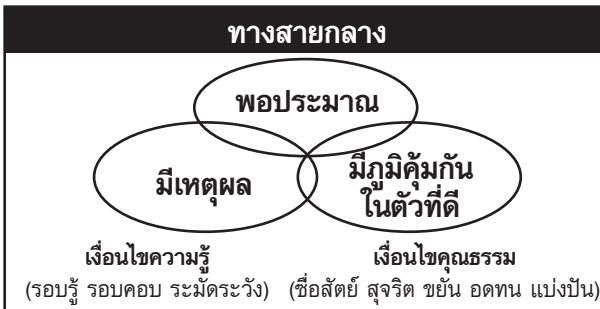 ทางสายกลาง
พอประมาณ
มีเหตุผล
มีภูมิคุ้มกัน
ในตัวที่ดี
เงื่อนไขความรู้
(รอบรู้ รอบคอบ ระมัดระวัง)
เงื่อนไขคุณธรรม
(ซื่อสัตย์ สุจริต ขยัน อดทน แบ่งปัน)